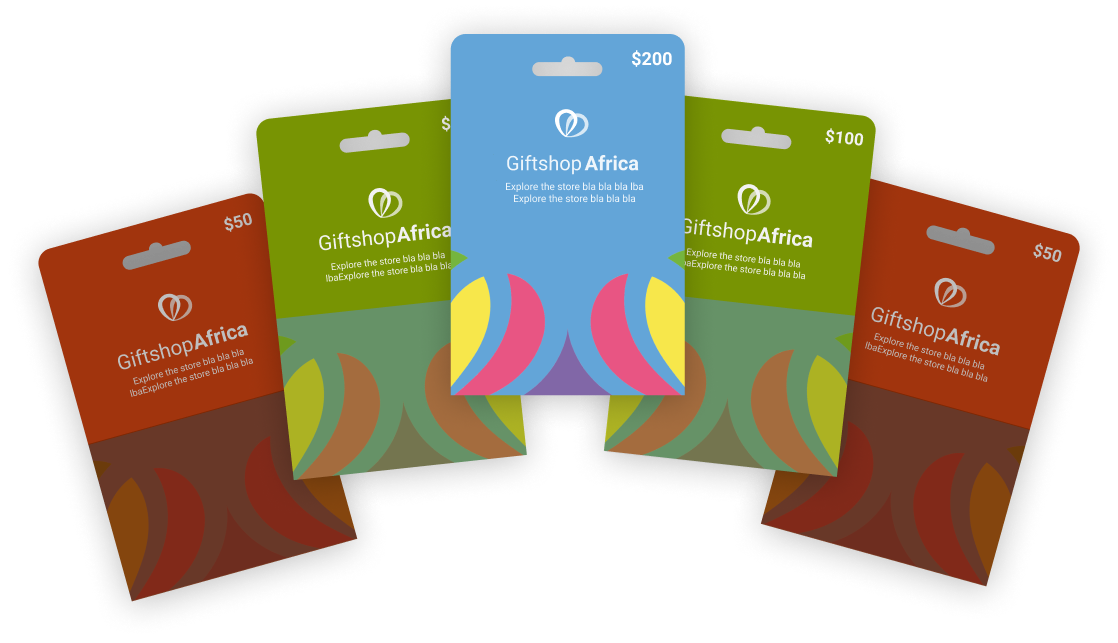 $50
GiftshopAfrica
Explore the store bla bla bla
lbaExplore the store bla bla bla
$
GiftshopAfrica
Explore the store bla bla bla
lbaExplore the store bla bla bla
$200
Giftshop Africa
Explore the store bla bla bla lba
Explore the store bla bla bla
$100
GiftshopAfrica
Explore the store bla bla bla
baExplore the store bla bla bla
$50
GiftshopAfrica
Explore the store bla bla bla
lbaExplore the store bla bla bla